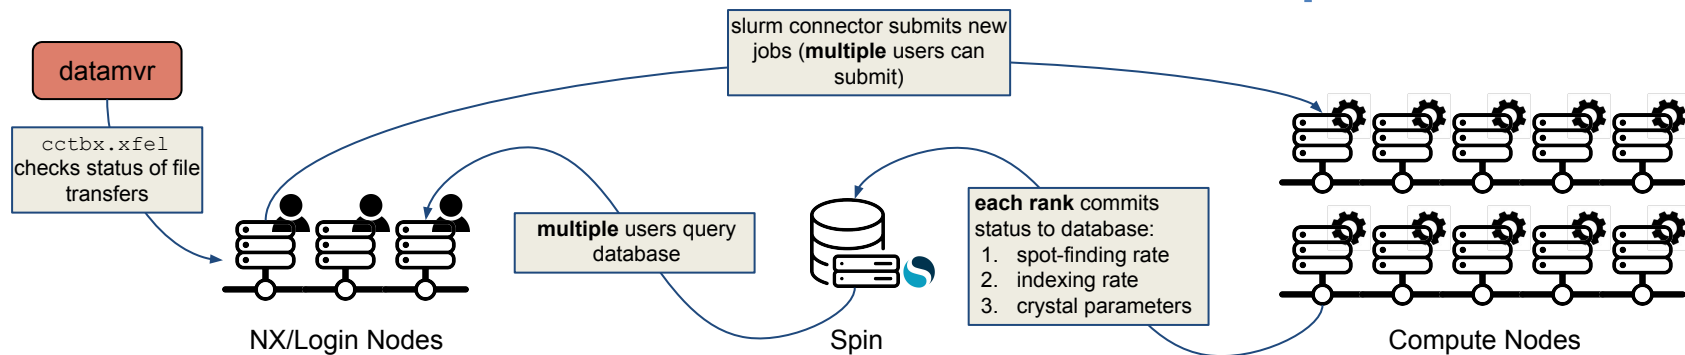 slurm connector submits new
jobs (multiple users can
submit)
datamvr
cctbx.xfel
checks status of file
transfers
multiple users query
database
each rank commits
status to database:
1. spot-finding rate
2. indexing rate
3. crystal parameters
NX/Login Nodes
Spin
Compute Nodes